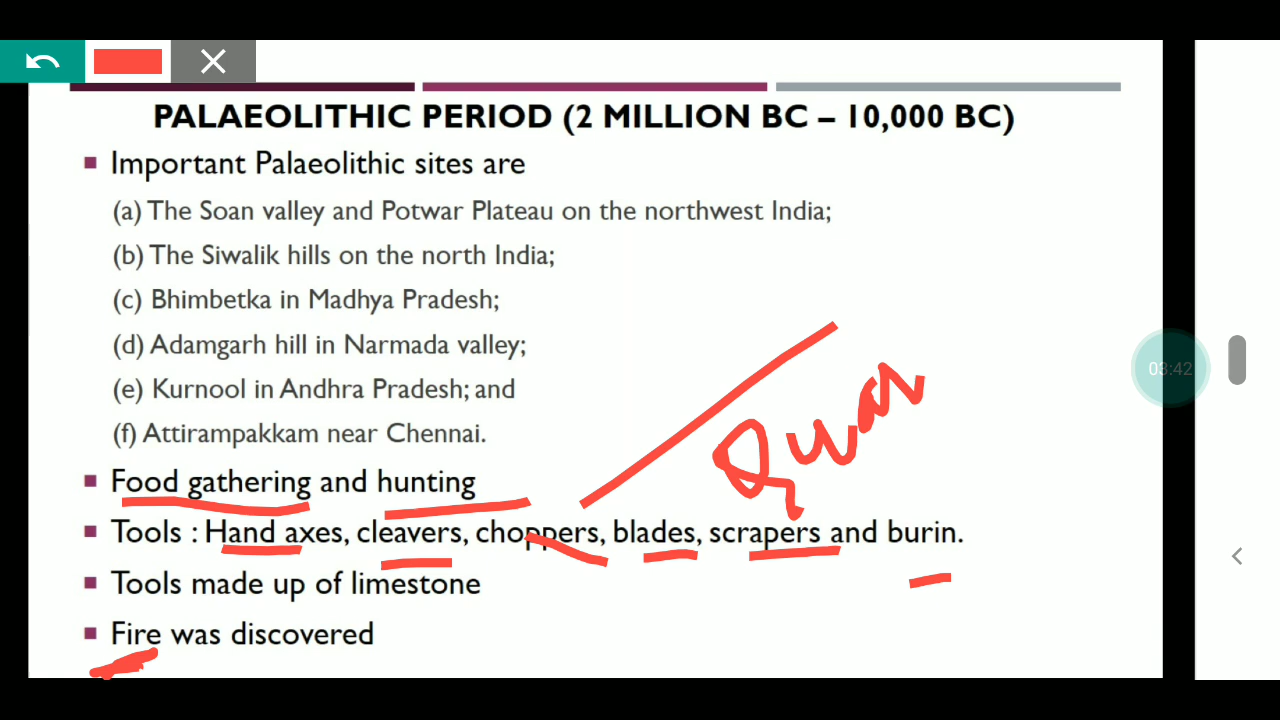 PALAEOLITHIC PERIOD (2 MILLION BC – 10,000 BC)
Important Palaeolithic sites are
(a) The Soan valley and Potwar Plateau on the northwest India;
(b) The Siwalik hills on the north India;
(c) Bhimbetka in Madhya Pradesh;
(d) Adamgarh hill in Narmada valley;
(e) Kurnool in Andhra Pradesh; and
(f) Attirampakkam near Chennai.
Food gathering and hunting
Tools : Hand axes, cleavers, choppers, blades, scrapers and burin.
Tools made up of limestone
Fire was discovered
03:42